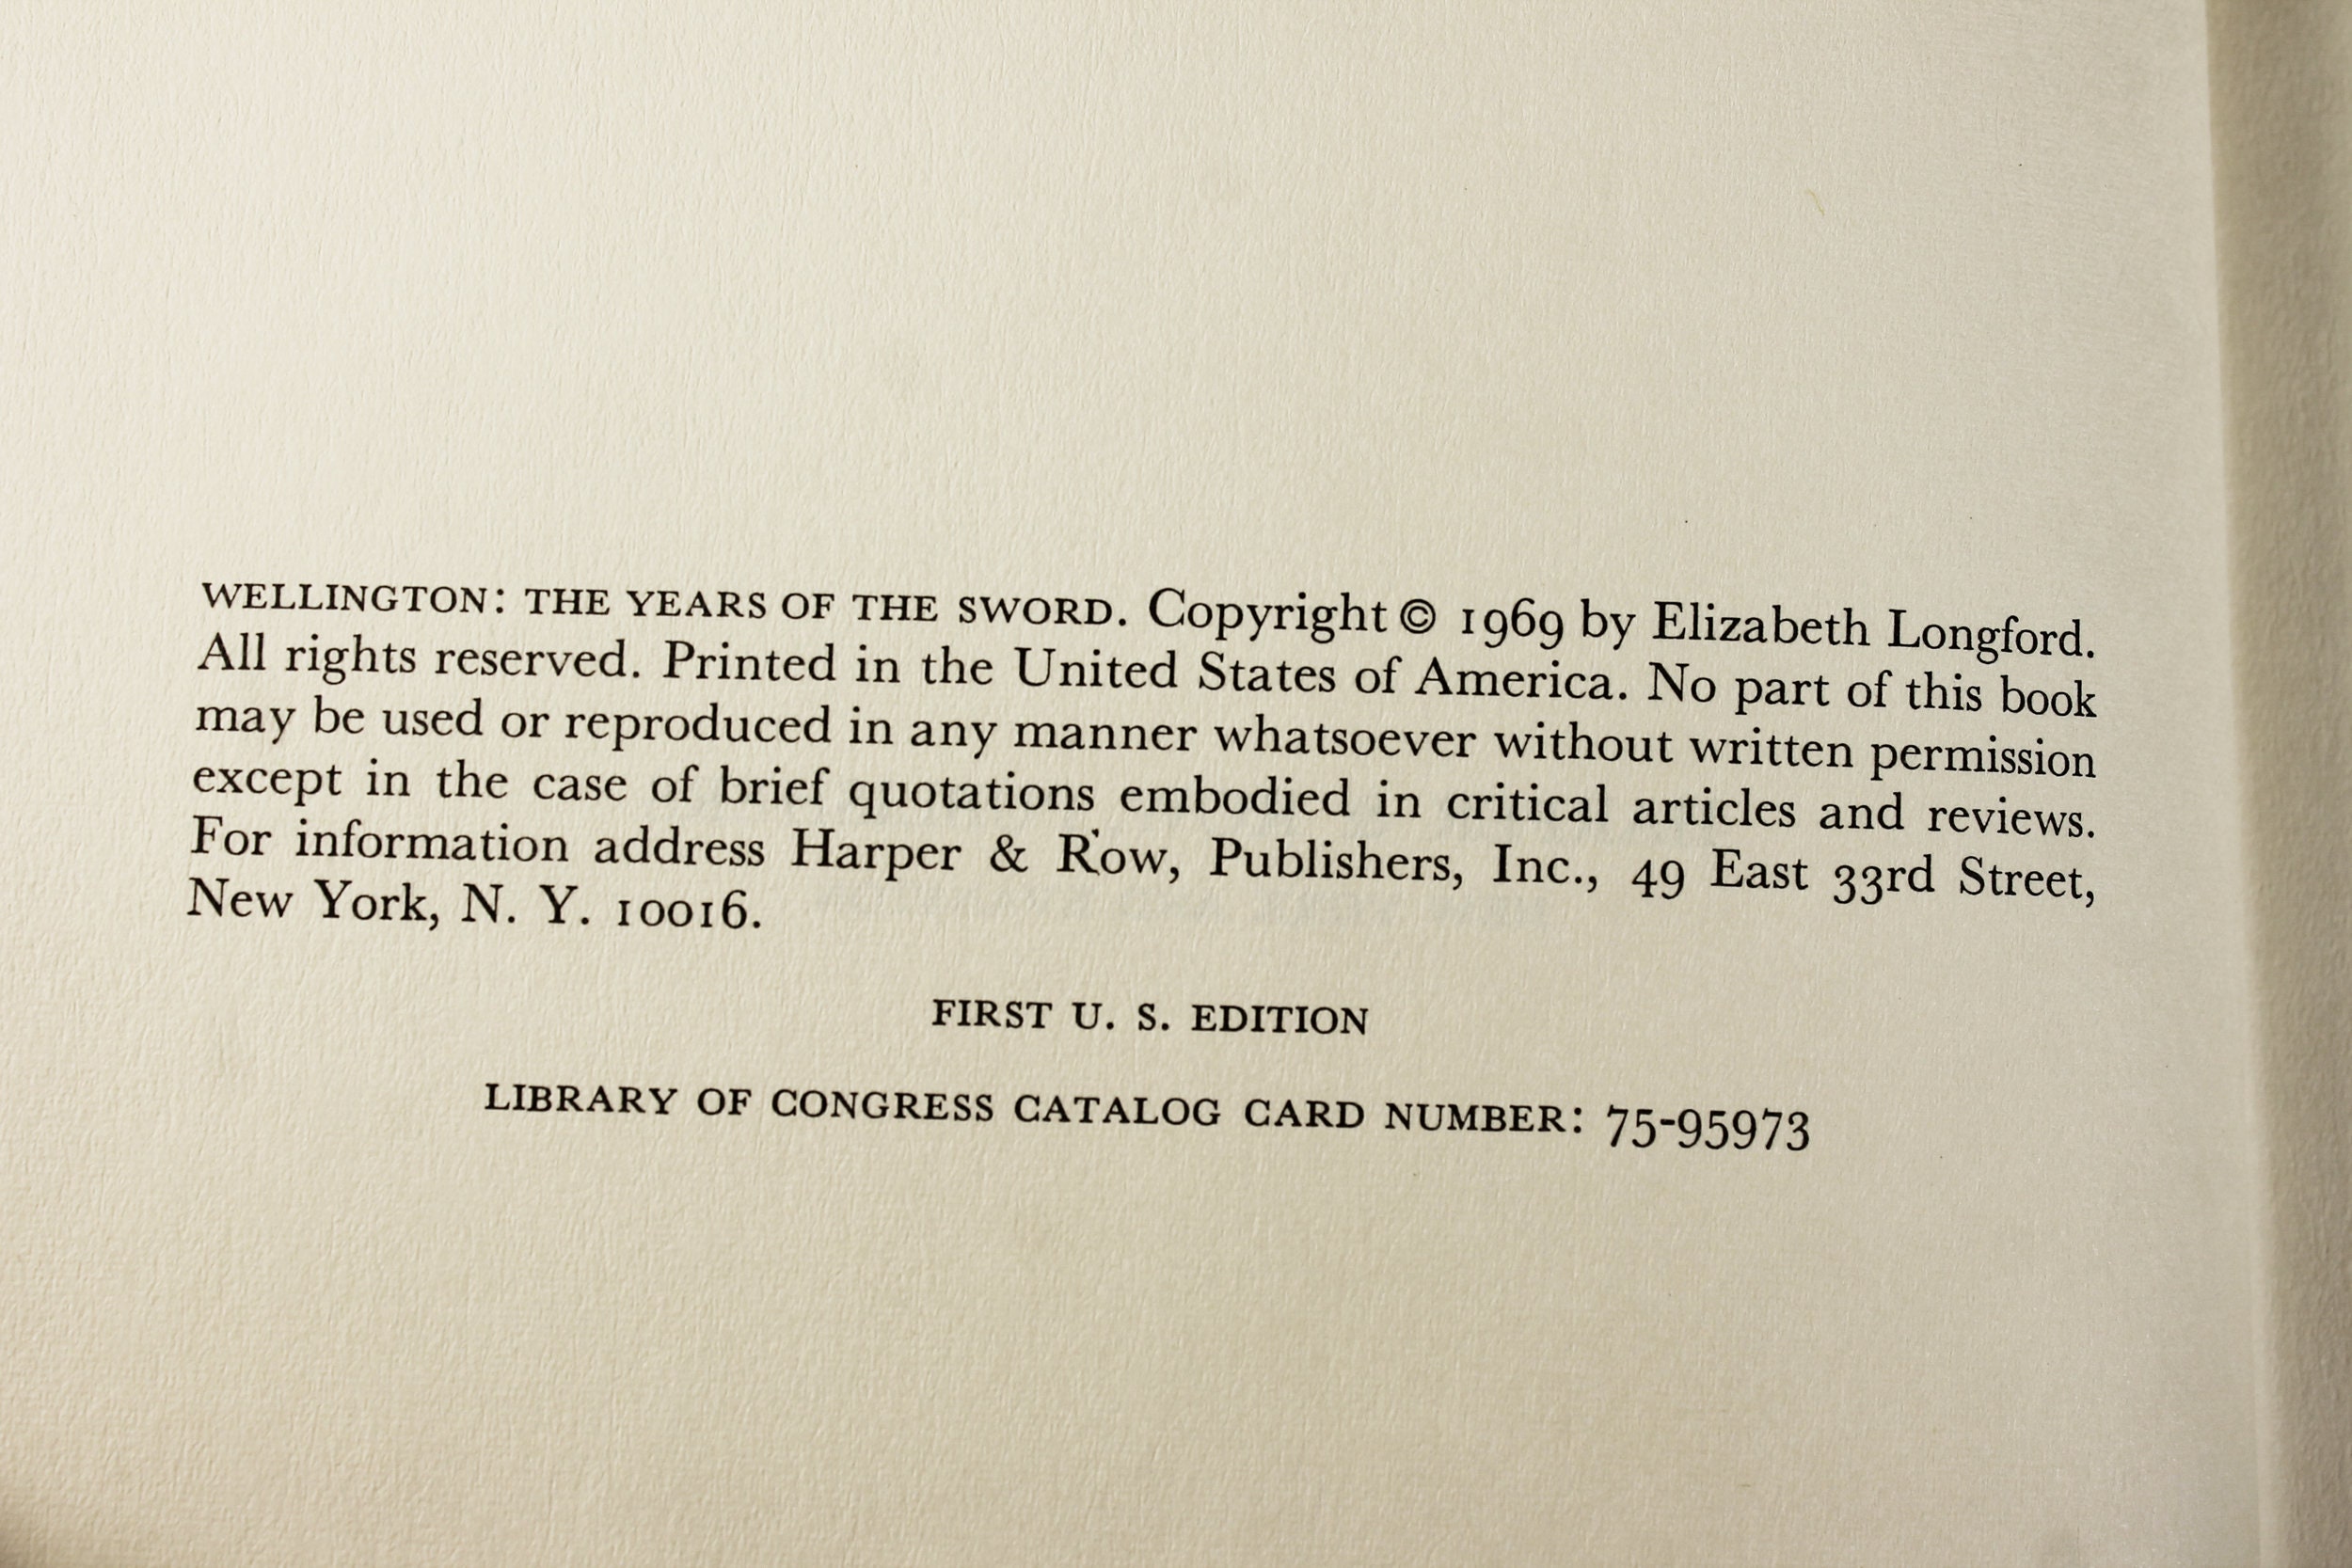 WELLINGTON: THE YEARS OF THE SWORD. Copyright © 1969 by Elizabeth Longford.
All rights reserved. Printed in the United States of America. No part of this book
may be used or reproduced in any manner whatsoever without written permission
except in the case of brief quotations embodied in critical articles and reviews.
For information address Harper & Row, Publishers, Inc., 49 East 33rd Street,
New York, N. Y. 10016.
FIRST U. S. EDITION
LIBRARY OF CONGRESS CATALOG CARD NUMBER: 75-95973